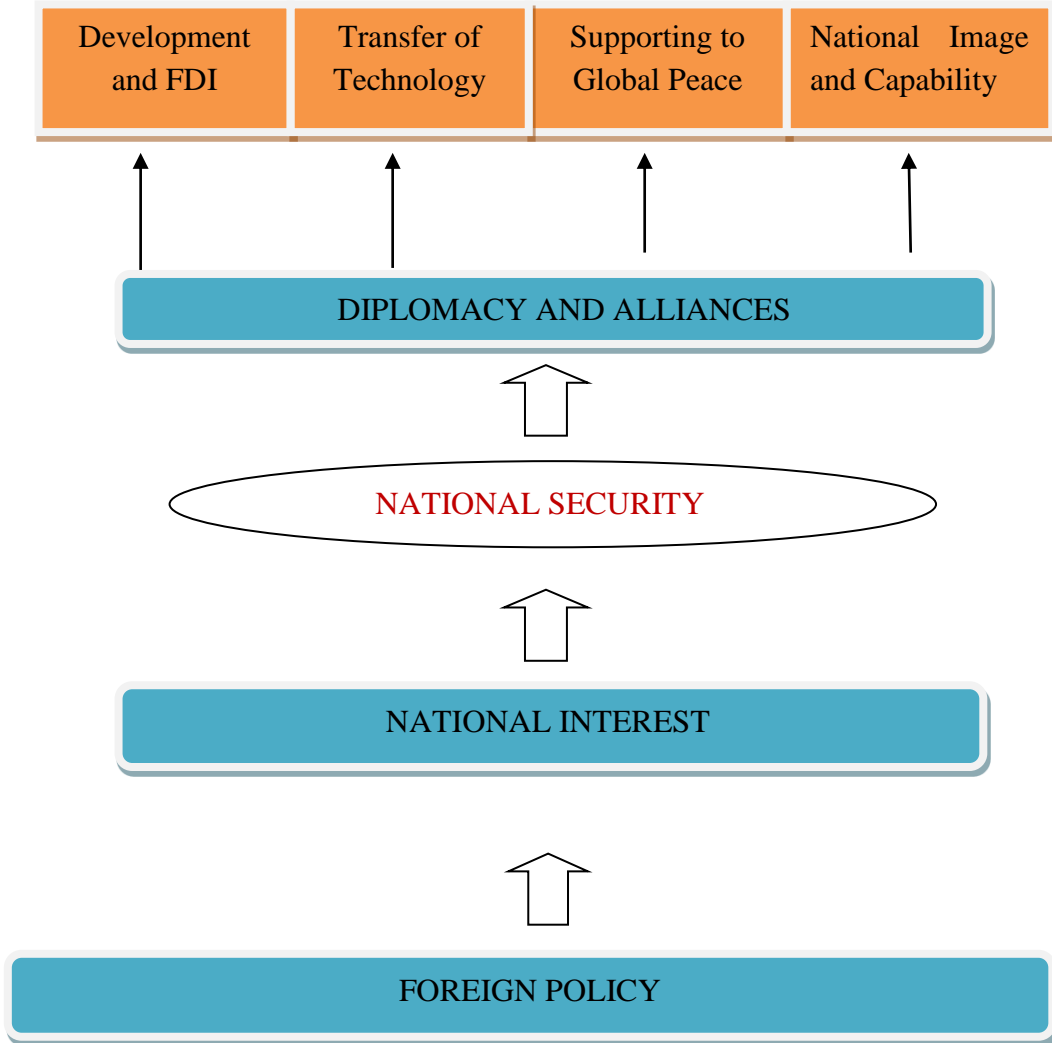 Development
and FDI
Transfer of
Technology
Supporting to
Global Peace
National Image
and Capability
DIPLOMACY AND ALLIANCES
NATIONAL SECURITY
NATIONAL INTEREST
FOREIGN POLICY